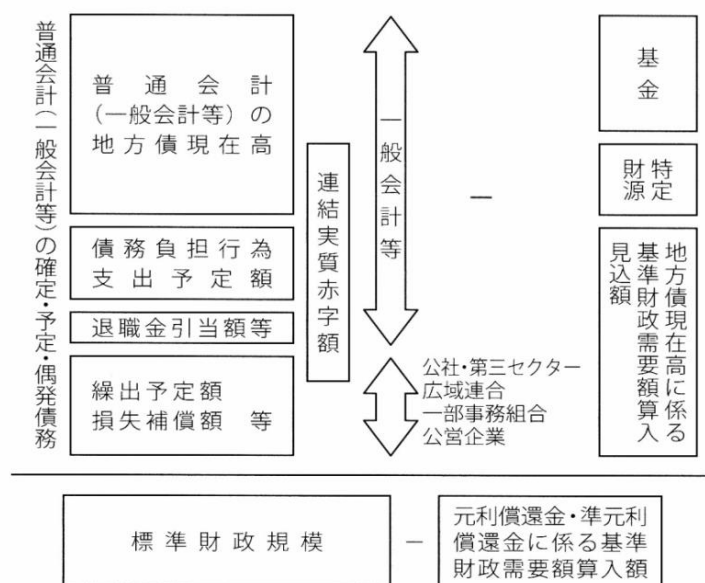 普通会計(一般会計等)の確定・予定・偶発債務
普通会計
(一般会計等)の
地方債現在高
債務負担行為
支出予定額
退職金引当額等
繰出予定額
損失補償額 等
連結実質赤字額
一般会計等
公社・第三セクター
広域連合
一部事務組合
公営企業
－
基金
特定
財源
地方債現在高に係る
基準財政需要額算入
見込額
標準財政規模
－
元利償還金・準元利
償還金に係る基準
財政需要額算入額